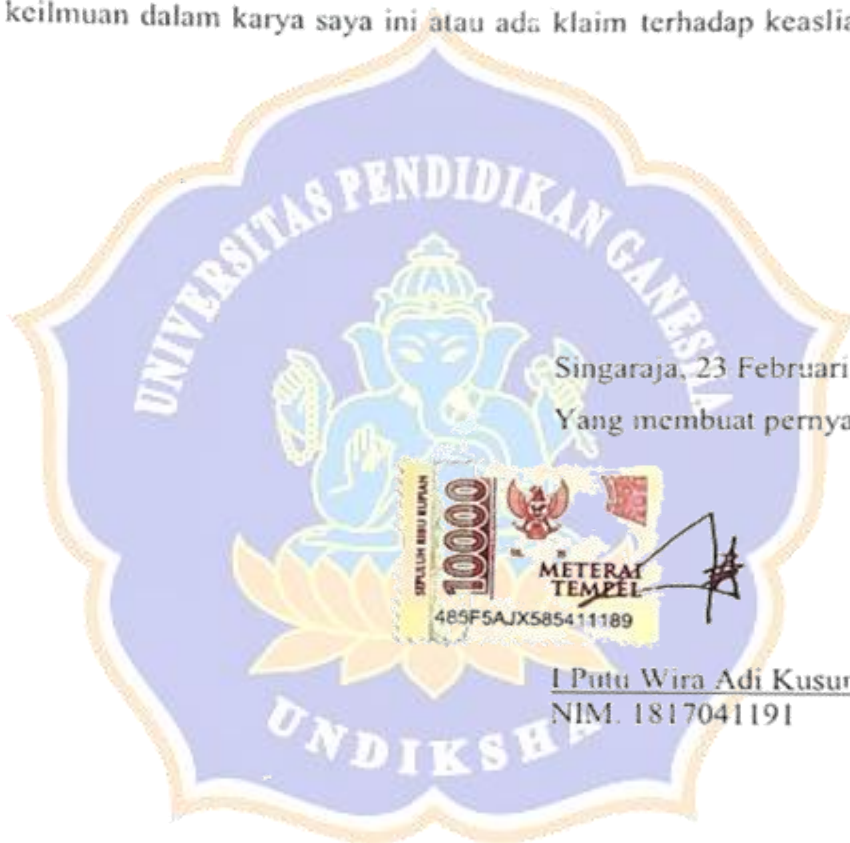 keilmuan dalam karya saya ini atau ada klaim terhadap keaslia
UNIVERSITAS PENDIDIKAN GANESHA
Singaraja, 23 Februari
Yang membuat pernya
SEPULUH RIBU RUPIAH
10000
METERAI
TEMPEL
485F5AJX585411189
I Putu Wira Adi Kusu
NIM. 1817041191
UNDIKSHA